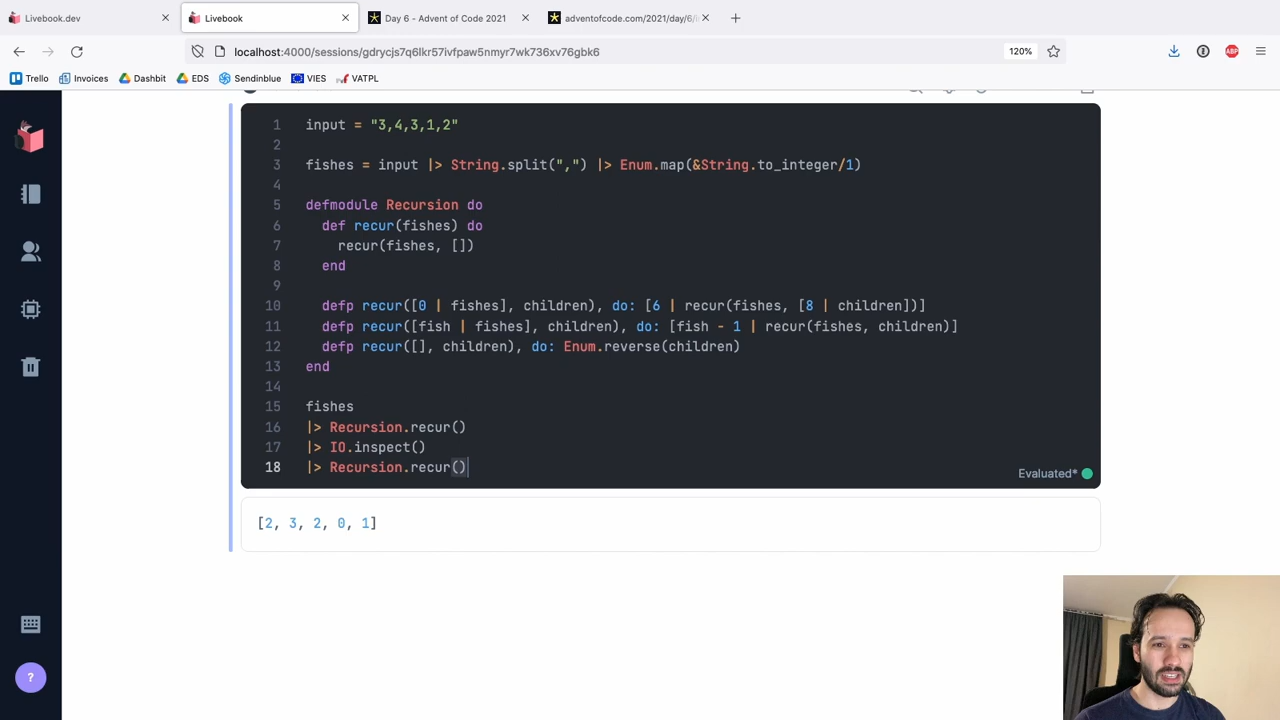 Livebook.dev
Livebook
Day 6 - Advent of Code 2021
adventofcode.com/2021/day/6/i
localhost:4000/sessions/gdrycjs7q6lkr57ivfpaw5nmyr7wk736xv76gbk6
120%
ABP
Trello
Invoices
Dashbit
EDS
Sendinblue
VIES
VATPL
1 input = "3,4,3,1,2"
2
3 fishes = input |> String.split(",") |> Enum.map(&String.to_integer/1)
4
5 defmodule Recursion do
6 def recur(fishes) do
7 recur(fishes, [])
8 end
9
10 defp recur([0 | fishes], children), do: [6 | recur(fishes, [8 | children])]
11 defp recur([fish | fishes], children), do: [fish - 1 | recur(fishes, children)]
12 defp recur([], children), do: Enum.reverse(children)
13 end
14
15 fishes
16 |> Recursion.recur()
17 |> IO.inspect()
18 |> Recursion.recur()
Evaluated*
[2, 3, 2, 0, 1]
?